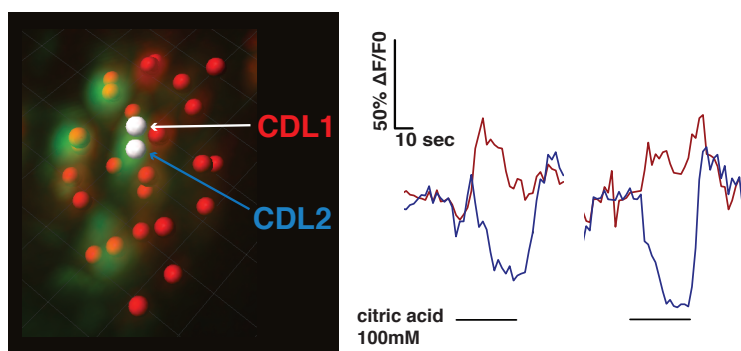 CDL1
CDL2
50% ΔF/F0
10 sec
citric acid
100mM